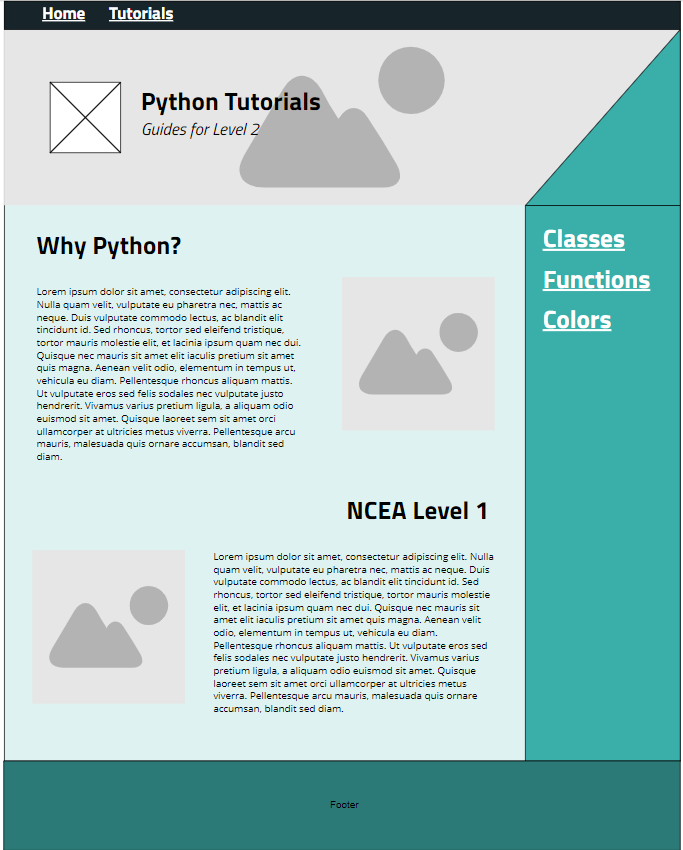 Home Tutorials
Python Tutorials
Guides for Level 2
Why Python?
Lorem ipsum dolor sit amet, consectetur adipiscing elit.
Nulla quam velit, vulputate eu pharetra nec, mattis ac
neque. Duis vulputate commodo lectus, ac blandit elit
tincidunt id. Sed rhoncus, tortor sed eleifend tristique,
tortor mauris molestie elit, et lacinia ipsum quam nec dui.
Quisque nec mauris sit amet elit iaculis pretium sit amet
quis magna. Aenean velit odio, elementum in tempus ut,
vehicula eu diam. Pellentesque rhoncus aliquam mattis.
Ut vulputate eros sed felis sodales nec vulputate justo
hendrerit. Vivamus varius pretium ligula, a aliquam odio
euismod sit amet. Quisque laoreet sem sit amet orci
ullamcorper at ultricies metus viverra. Pellentesque arcu
mauris, malesuada quis ornare accumsan, blandit sed
diam.
NCEA Level 1
Lorem ipsum dolor sit amet, consectetur adipiscing elit. Nulla
quam velit, vulputate eu pharetra nec, mattis ac neque. Duis
vulputate commodo lectus, ac blandit elit tincidunt id. Sed
rhoncus, tortor sed eleifend tristique, tortor mauris molestie
elit, et lacinia ipsum quam nec dui. Quisque nec mauris sit
amet elit iaculis pretium sit amet quis magna. Aenean velit
odio, elementum in tempus ut, vehicula eu diam.
Pellentesque rhoncus aliquam mattis. Ut vulputate eros sed
felis sodales nec vulputate justo hendrerit. Vivamus varius
pretium ligula, a aliquam odio euismod sit amet. Quisque
laoreet sem sit amet orci ullamcorper at ultricies metus
viverra. Pellentesque arcu mauris, malesuada quis ornare
accumsan, blandit sed diam.
Classes
Functions
Colors
Footer